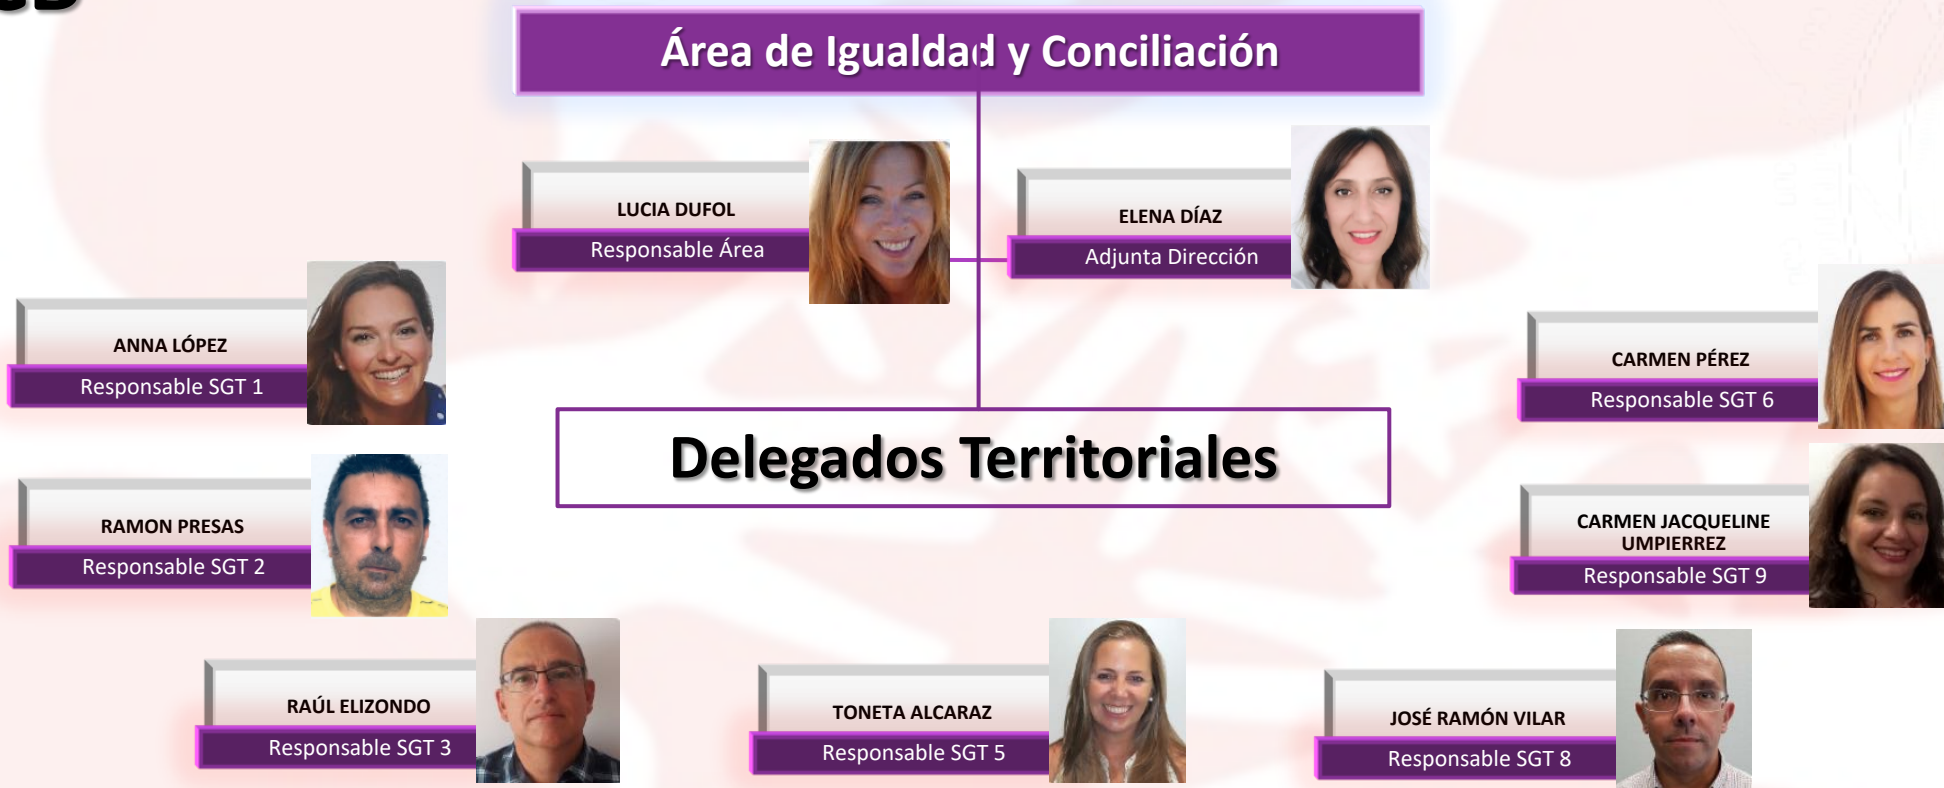 Área de Igualdad y Conciliación
LUCIA DUFOL
Responsable Área
ELENA DÍAZ
Adjunta Dirección
ANNA LÓPEZ
Responsable SGT 1
CARMEN PÉREZ
Responsable SGT 6
Delegados Territoriales
RAMON PRESAS
Responsable SGT 2
CARMEN JACQUELINE
UMPIERREZ
Responsable SGT 9
RAÚL ELIZONDO
Responsable SGT 3
TONETA ALCARAZ
Responsable SGT 5
JOSÉ RAMÓN VILAR
Responsable SGT 8